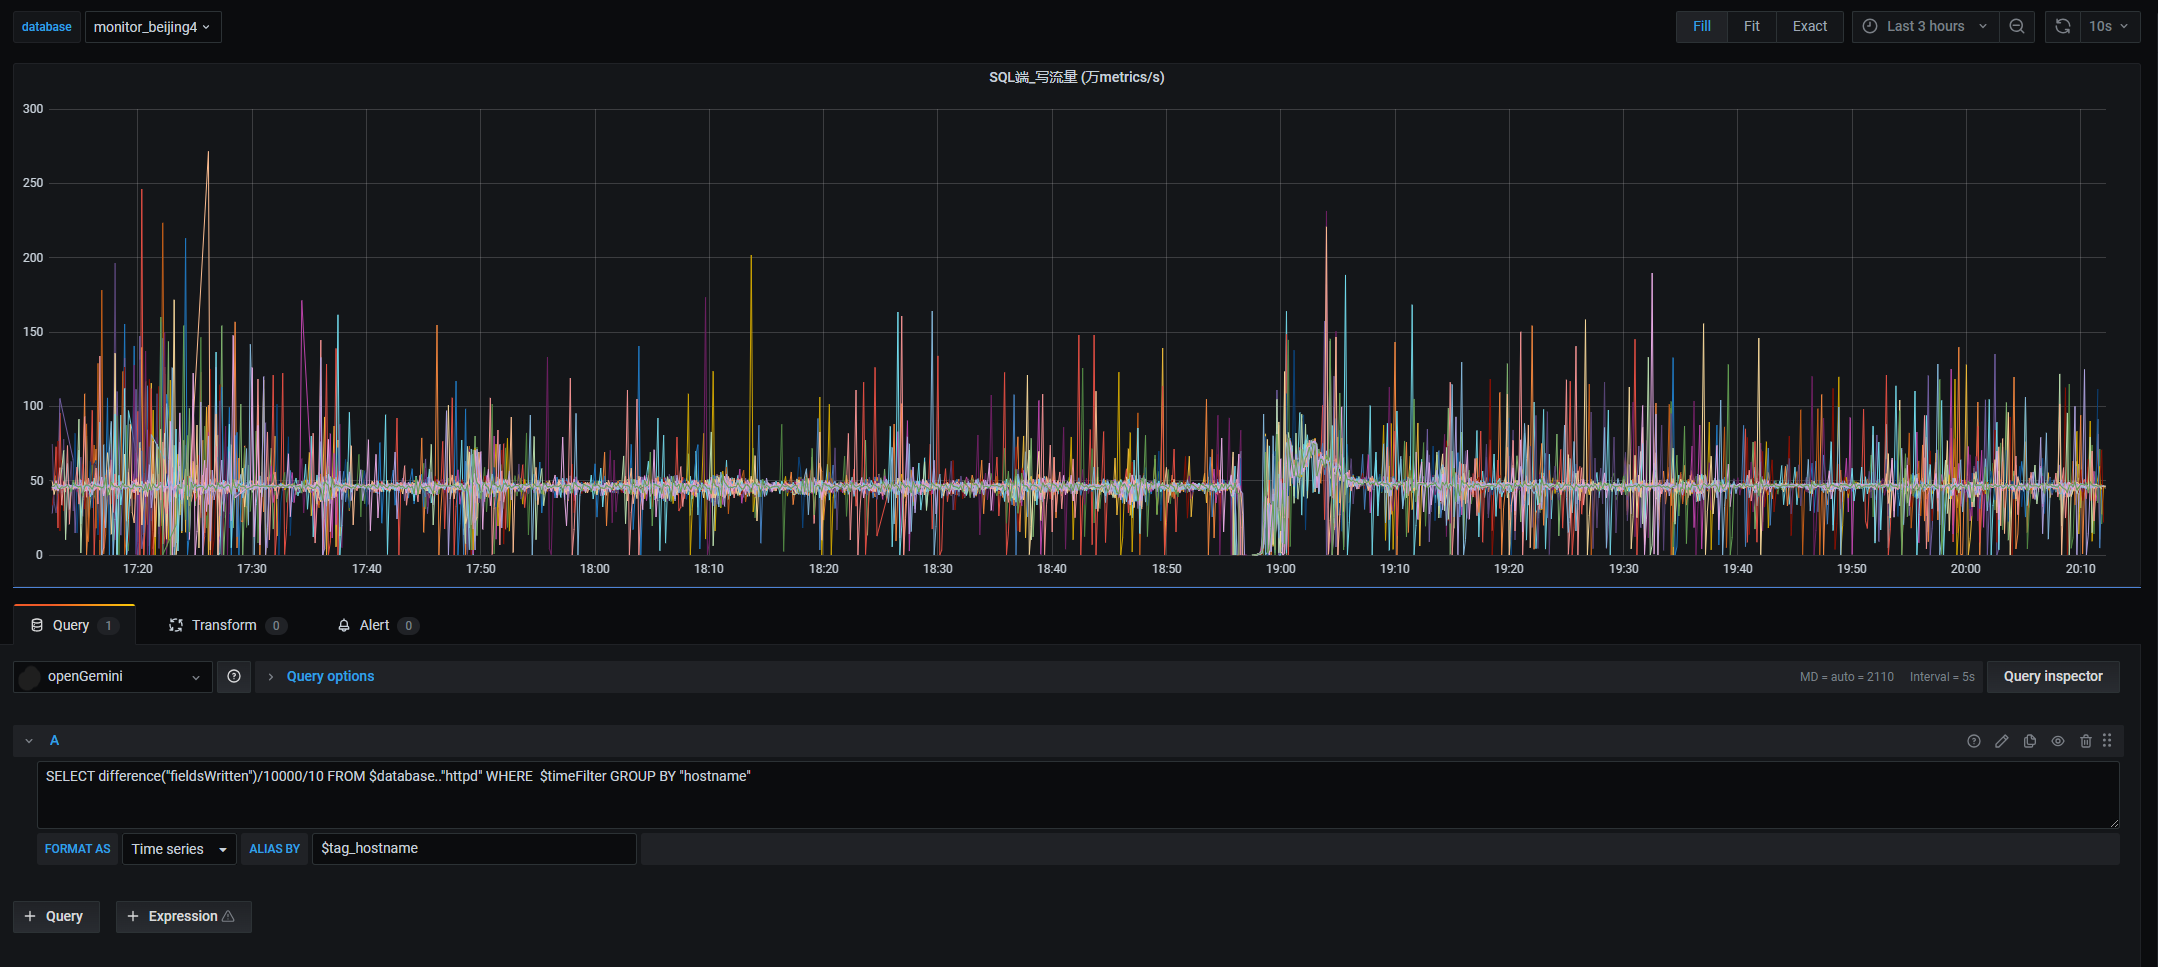 database monitor_beijing4 Fill Fit Exact Last 3 hours 10s
SQL端_写流量 (万metrics/s)
300
250
200
150
100
50
0
17:20 17:30 17:40 17:50 18:00 18:10 18:20 18:30 18:40 18:50 19:00 19:10 19:20 19:30 19:40 19:50 20:00 20:10
Query 1 Transform 0 Alert 0
openGemini Query options MD = auto = 2110 Interval = 5s Query inspector
A
SELECT difference("fieldsWritten")/10000/10 FROM $database.."httpd" WHERE  $timeFilter GROUP BY "hostname"
FORMAT AS Time series ALIAS BY $tag_hostname
+ Query + Expression